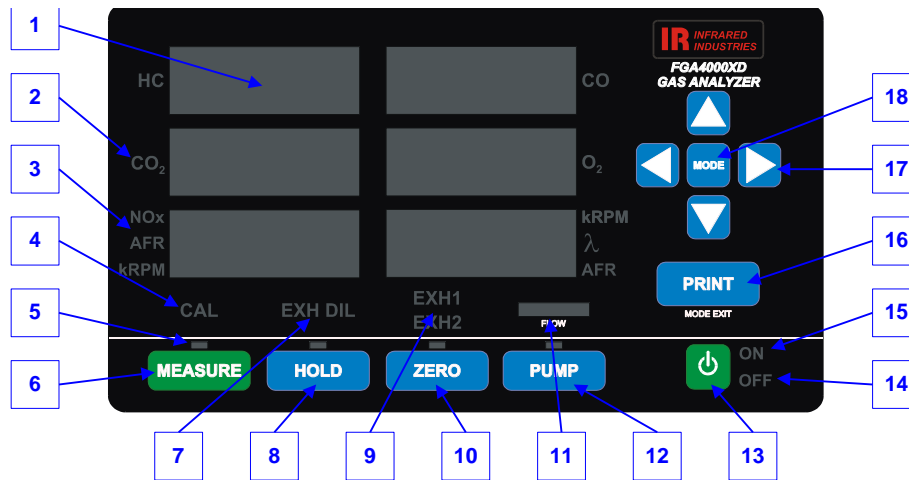 1
2
3
4
5
6
HC
CO₂
NOx
AFR
kRPM
CO
O₂
kRPM
λ
AFR
CAL
EXH DIL
EXH1
EXH2
FLOW
MEASURE
HOLD
ZERO
PUMP
IR INFRARED
INDUSTRIES
FGA4000XD
GAS ANALYZER
MODE
PRINT
MODE EXIT
ON
OFF
18
17
16
15
14
7
8
9
10
11
12
13